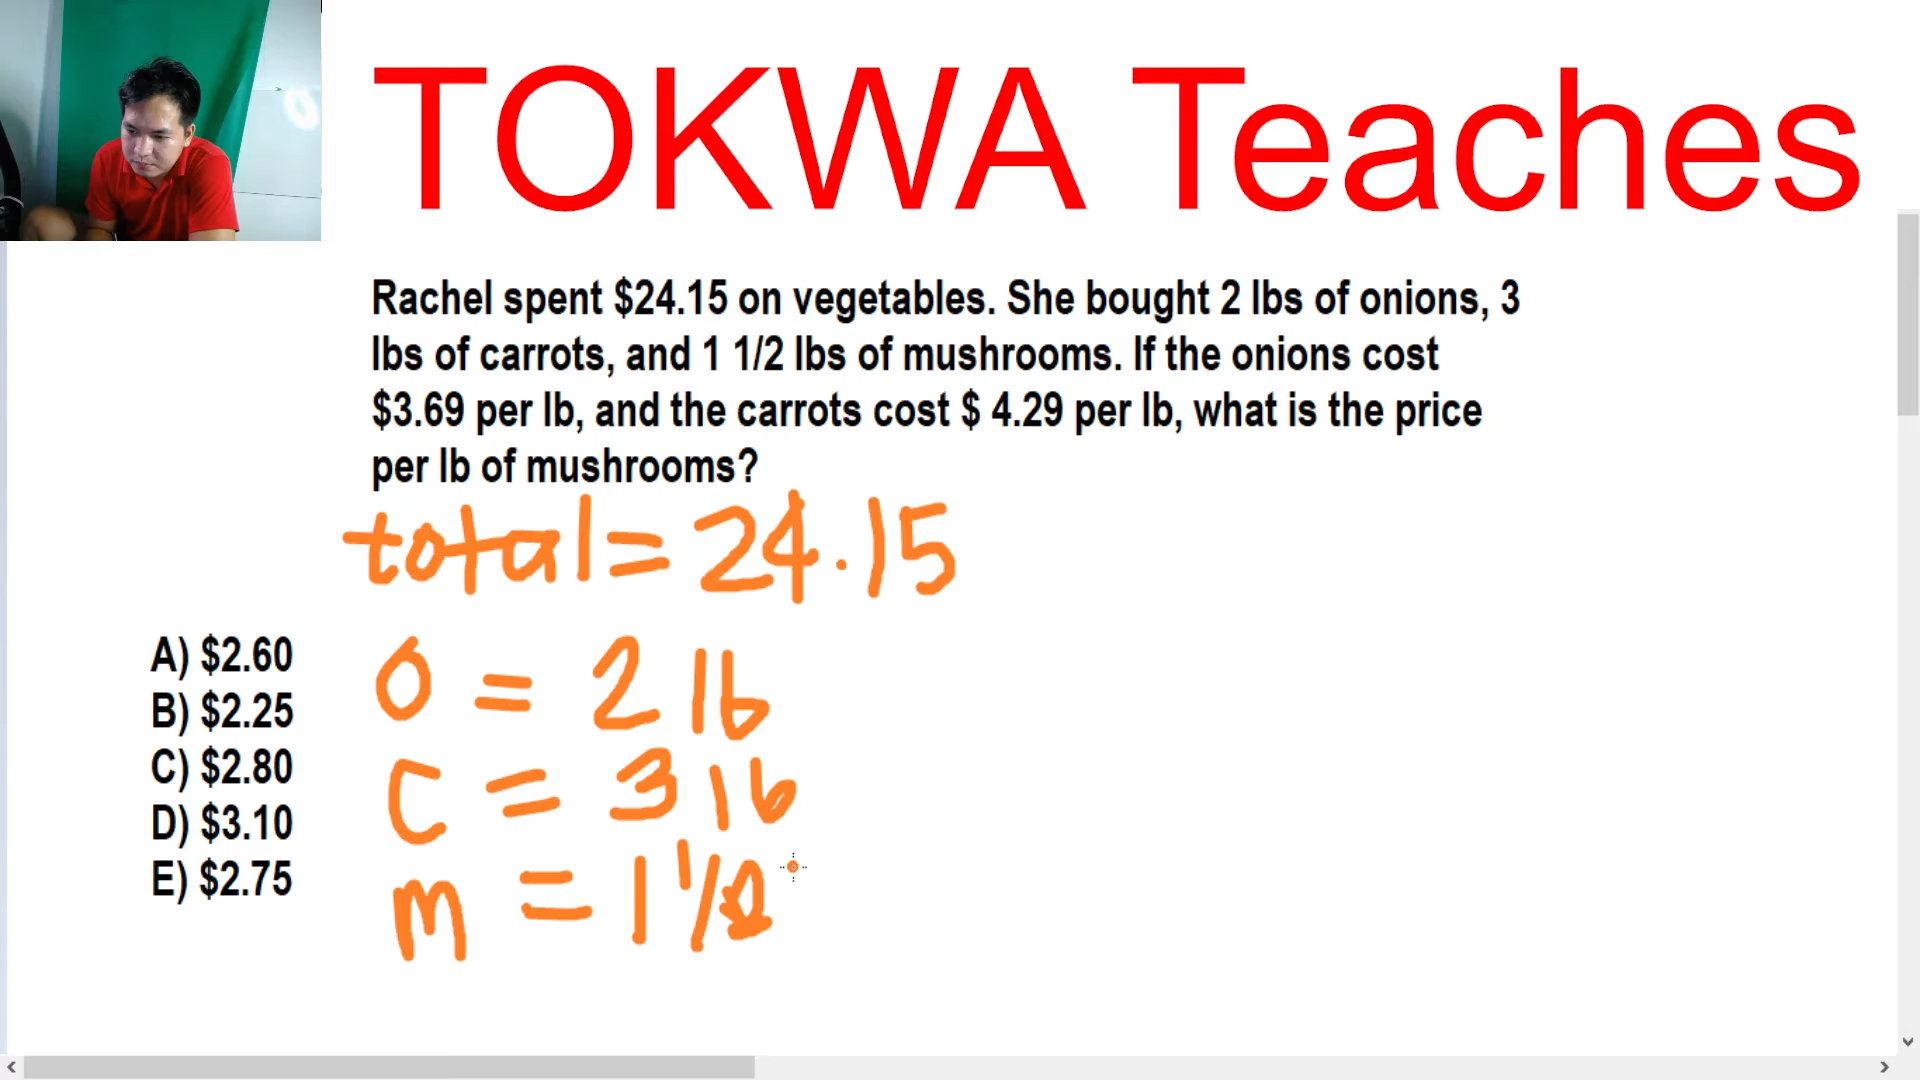 TOKWA Teaches
Rachel spent $24.15 on vegetables. She bought 2 lbs of onions, 3
lbs of carrots, and 1 1/2 lbs of mushrooms. If the onions cost
$3.69 per lb, and the carrots cost $ 4.29 per lb, what is the price
per lb of mushrooms?
total = 24.15
A) $2.60
B) $2.25
C) $2.80
D) $3.10
E) $2.75
O = 2 lb
C = 3 lb
m = 1 1/2